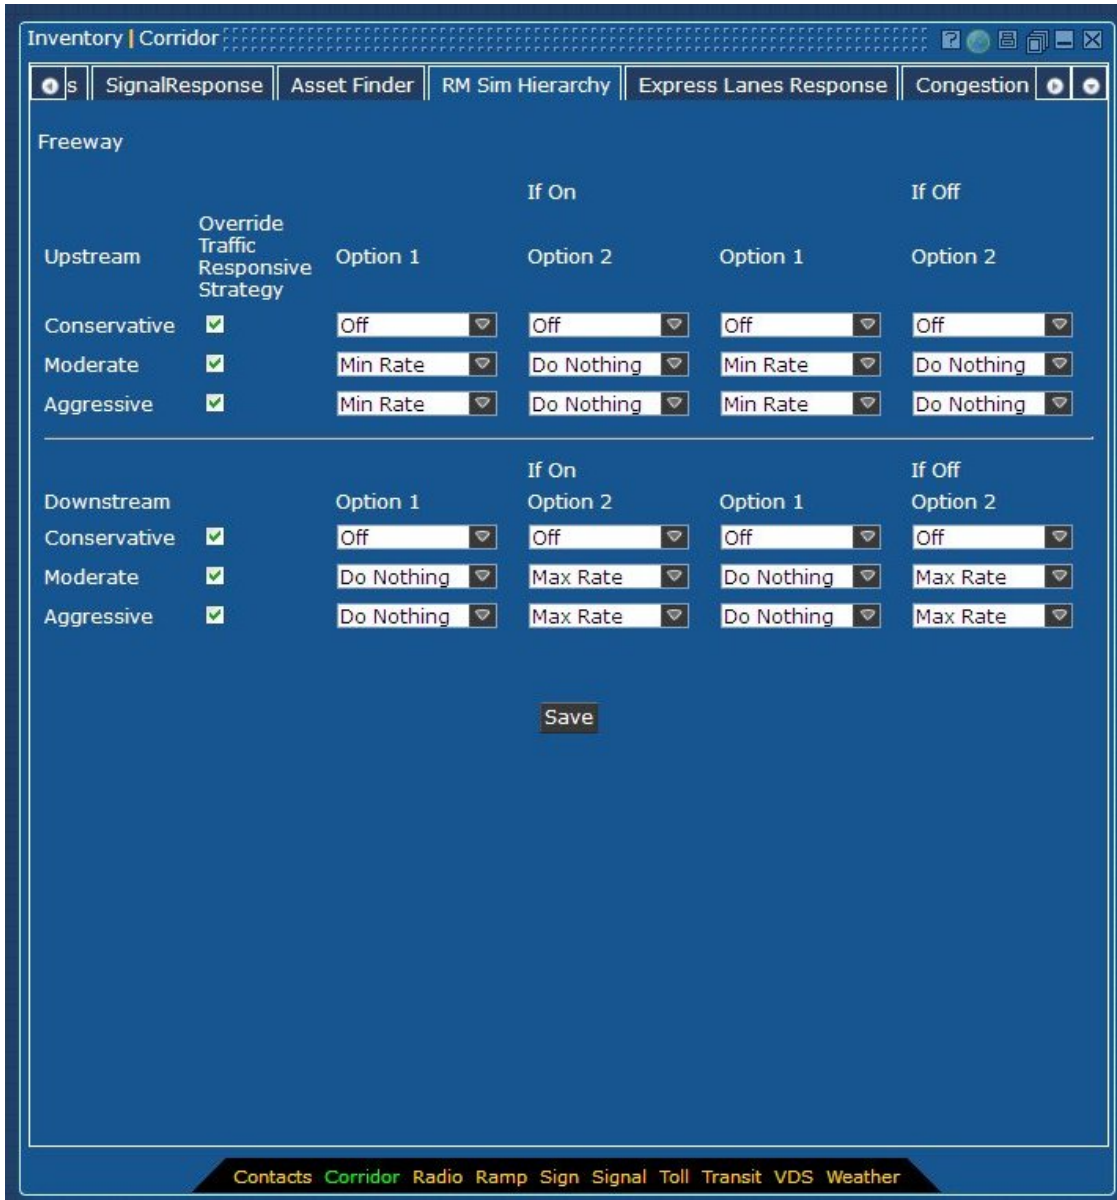 Inventory | Corridor
s SignalResponse Asset Finder RM Sim Hierarchy Express Lanes Response Congestion
Freeway
If On If Off
Upstream Override Traffic Responsive Strategy Option 1 Option 2 Option 1 Option 2
Conservative Off Off Off Off
Moderate Min Rate Do Nothing Min Rate Do Nothing
Aggressive Min Rate Do Nothing Min Rate Do Nothing
If On If Off
Downstream Option 1 Option 2 Option 1 Option 2
Conservative Off Off Off Off
Moderate Do Nothing Max Rate Do Nothing Max Rate
Aggressive Do Nothing Max Rate Do Nothing Max Rate
Save
Contacts Corridor Radio Ramp Sign Signal Toll Transit VDS Weather